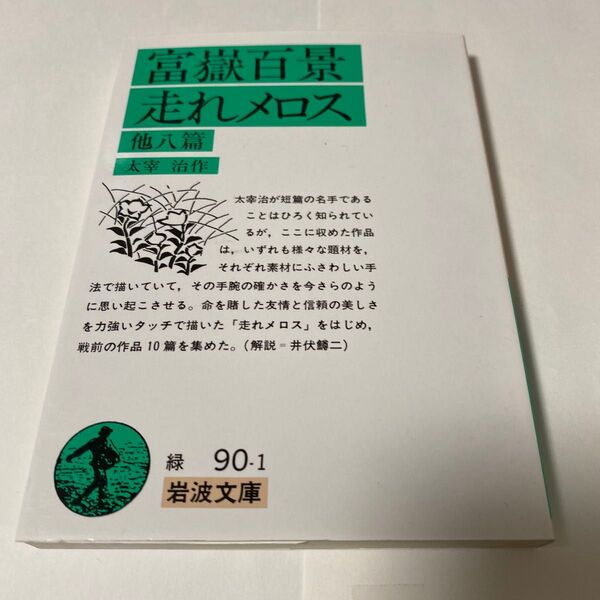 富嶽百景
走れメロス
他八篇
太宰 治作
太宰治が短篇の名手である
ことはひろく知られてい
るが，ここに収めた作品
は，いずれも様々な題材を，
それぞれ素材にふさわしい手
法で描いていて，その手腕の確かさを今さらのよう
に思い起こさせる。命を賭した友情と信頼の美しさ
を力強いタッチで描いた「走れメロス」をはじめ，
戦前の作品10篇を集めた。（解説＝井伏鱒二）
緑 90-1
岩波文庫